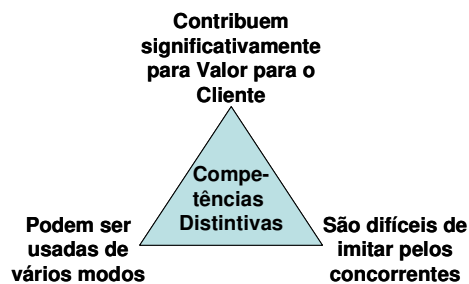 Contribuem
significativamente
para Valor para o
Cliente
Compe-
tências
Distintivas
Podem ser
usadas de
vários modos
São difíceis de
imitar pelos
concorrentes